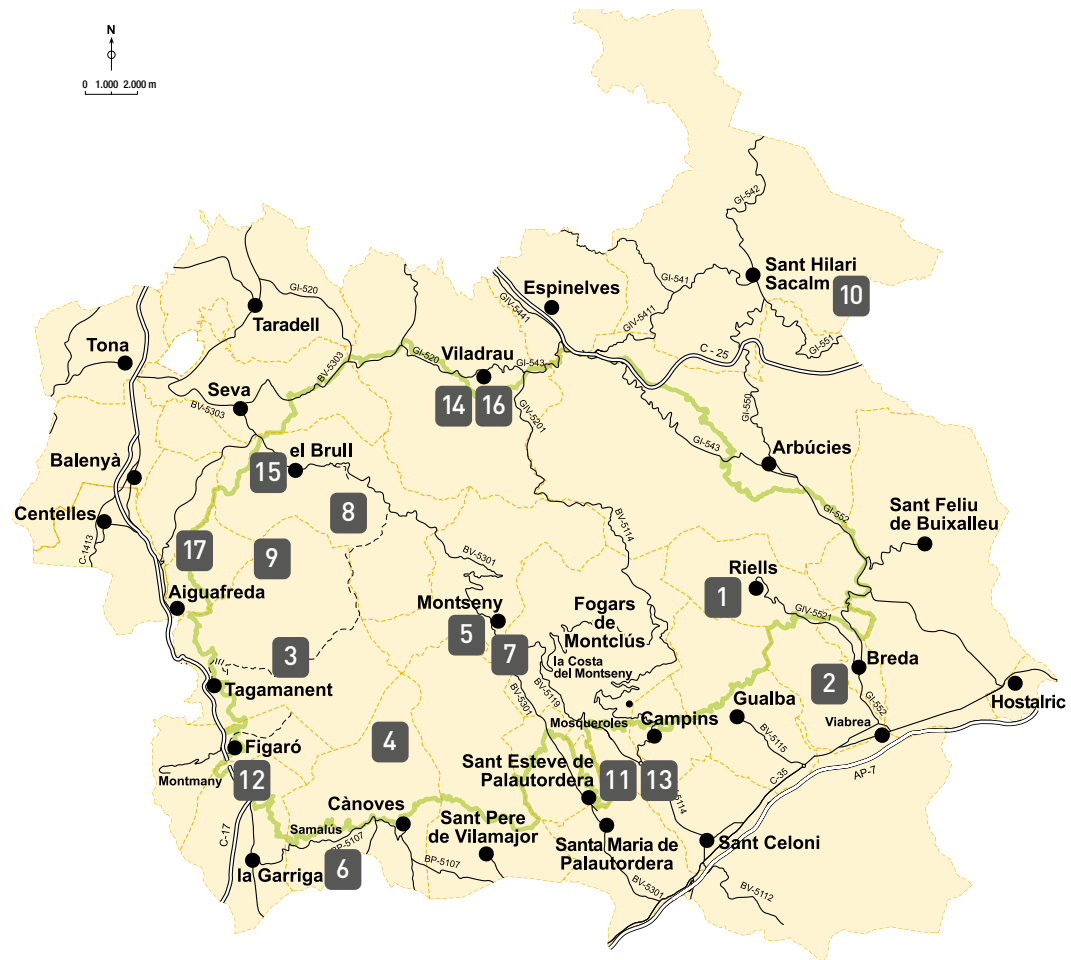 N
0 1.000 2.000 m
GI-542
Sant Hilari
Sacalm
10
GI-541
GI-520
Espinelves
GIV-5441
GIV-5411
GI-551
Taradell
Tona
C - 25
BV-5303
GI-520
Viladrau
GI-543
Seva
BV-5303
14
16
GIV-5201
GI-550
GI-543
Arbúcies
el Brull
15
Balenyà
8
Centelles
GI-552
Sant Feliu
de Buixalleu
BV-5114
17
9
C-1413
BV-5301
Riells
1
Aiguafreda
Montseny
Fogars
de
Montclús
GIV-5521
5
7
3
la Costa
del Montseny
Breda
2
Tagamanent
BV-5119
BV-5301
Hostalric
GI-552
Gualba
Mosqueroles
Campins
Viabrea
4
Figaró
BV-5115
Montmany
Sant Esteve de
Palautordera
C-35
AP-7
12
11
13
5114
Cànoves
C-17
Samalús
Sant Pere
de Vilamajor
Santa Maria de
Palautordera
Sant Celoni
BP-5107
BP-5107
la Garriga
6
BV-5301
BV-5112